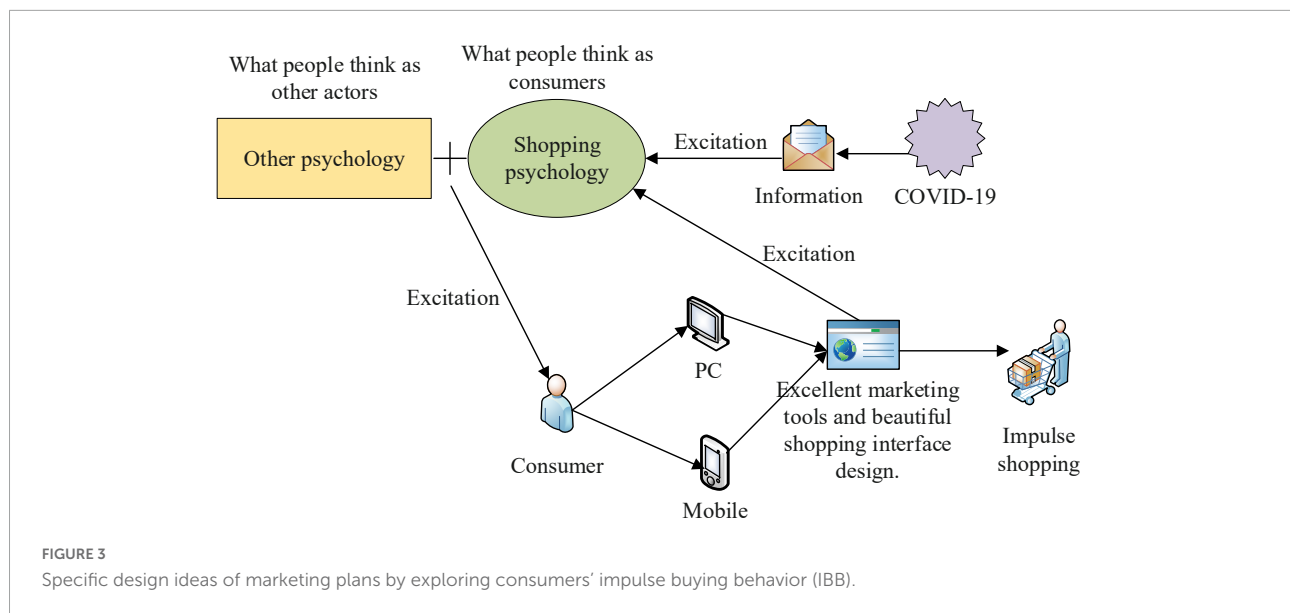 What people think as
other actors
What people think as
consumers
Other psychology
Shopping
psychology
Excitation
Information
COVID-19
Excitation
Excitation
PC
Consumer
Mobile
Excellent marketing
tools and beautiful
shopping interface
design.
Impulse
shopping
FIGURE 3
Specific design ideas of marketing plans by exploring consumers’ impulse buying behavior (IBB).